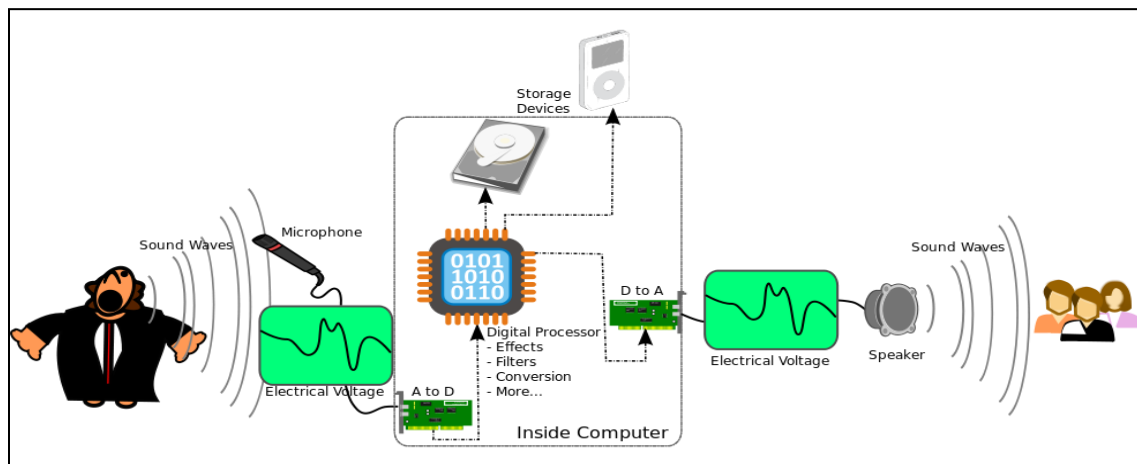 Storage
Devices
Sound Waves
Microphone
0101
1010
0110
Digital Processor
- Effects
- Filters
- Conversion
- More...
Electrical Voltage
A to D
D to A
Inside Computer
Electrical Voltage
Speaker
Sound Waves